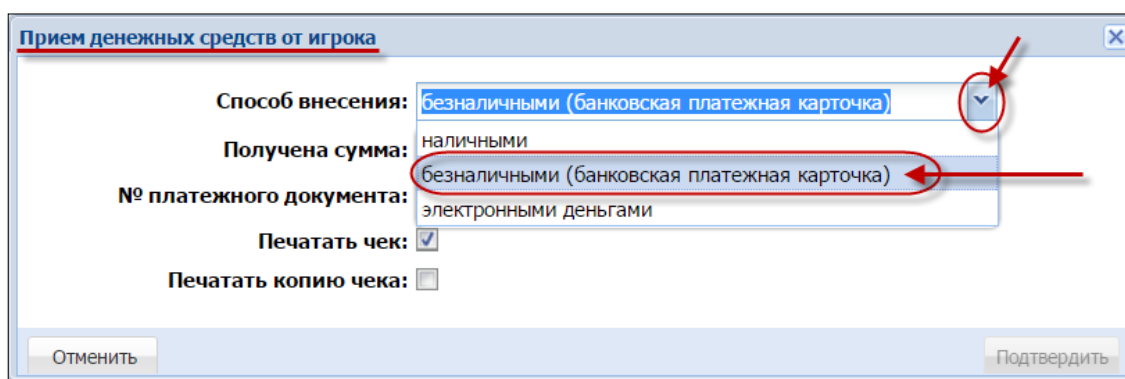 Прием денежных средств от игрока
Способ внесения: безналичными (банковская платежная карточка)
наличными
Получена сумма:
безналичными (банковская платежная карточка)
№ платежного документа:
электронными деньгами
Печатать чек:
Печатать копию чека:
Отменить Подтвердить